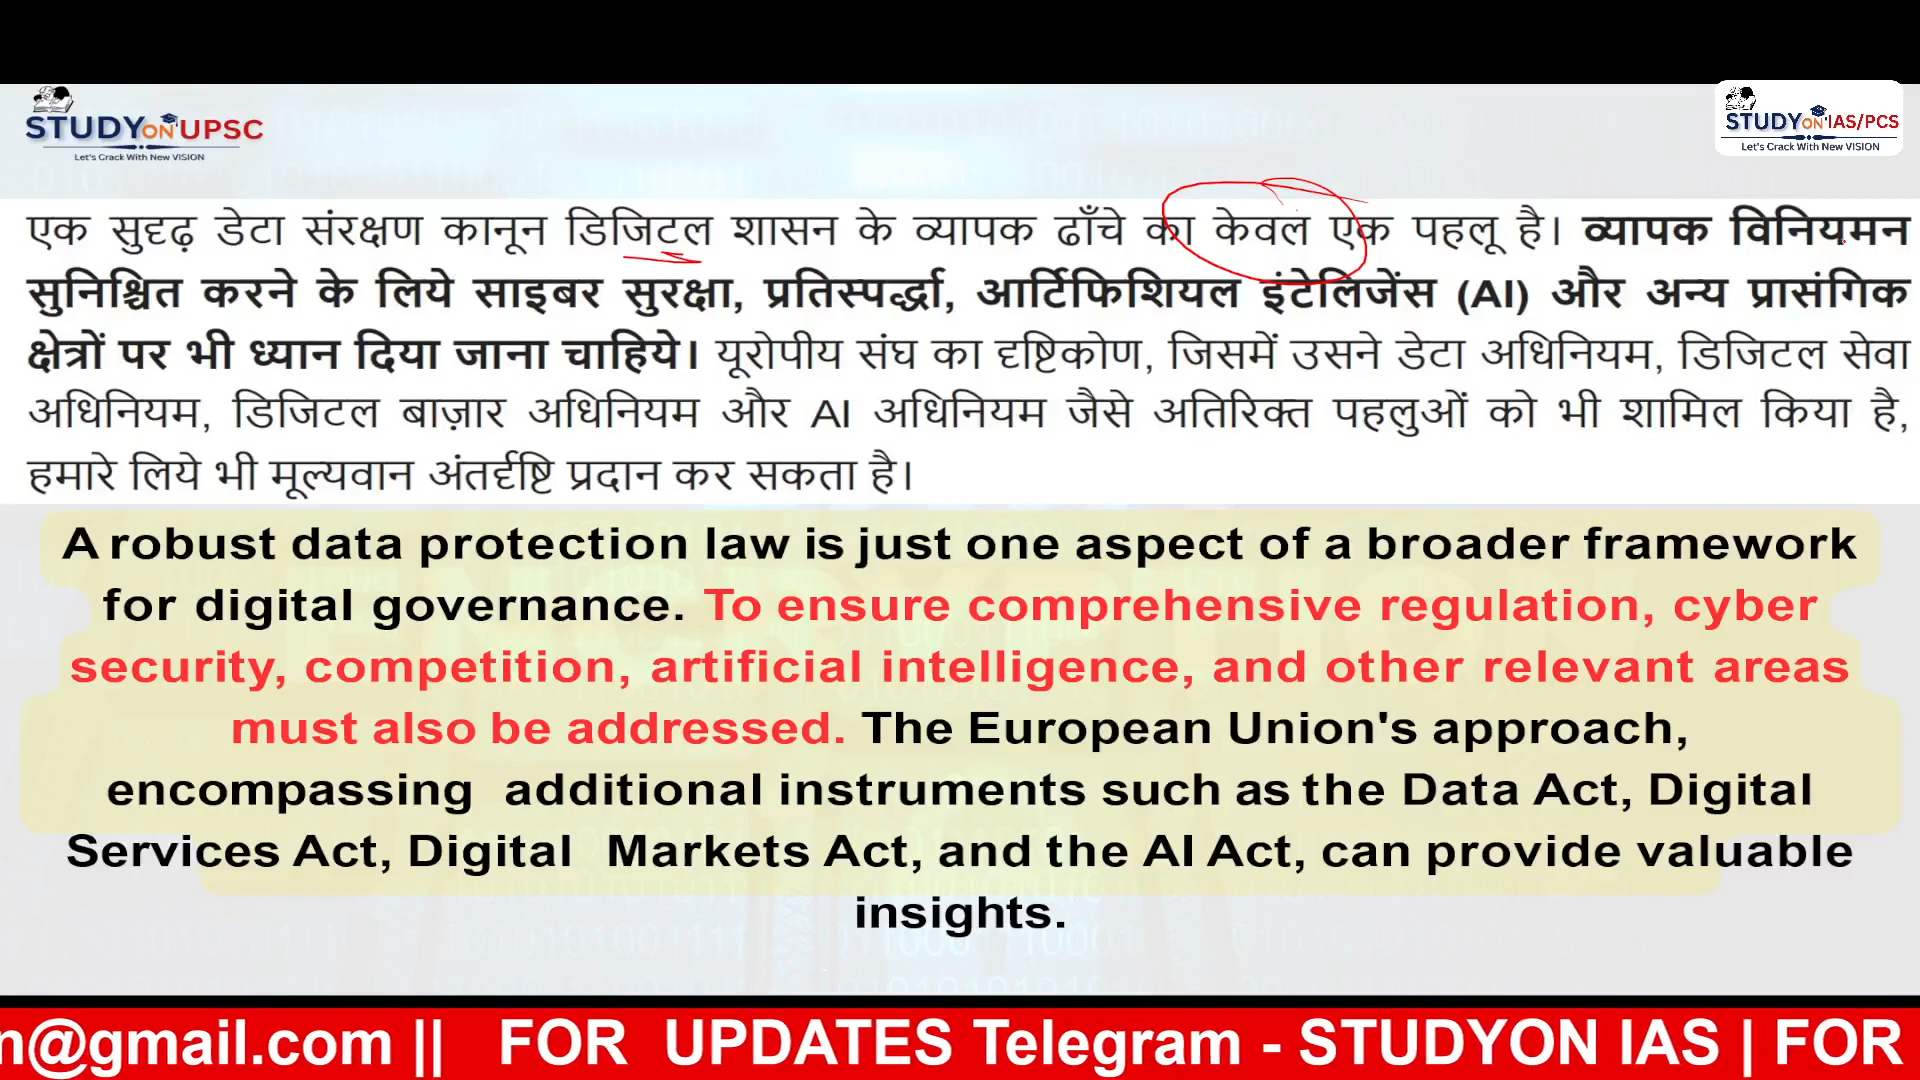 STUDYON UPSC
Let's Crack With New VISION
STUDYON IAS/PCS
Let's Crack With New VISION
एक सुदृढ़ डेटा संरक्षण कानून डिजिटल शासन के व्यापक ढाँचे का केवल एक पहलू है। व्यापक विनियमन
सुनिश्चित करने के लिये साइबर सुरक्षा, प्रतिस्पर्द्धा, आर्टिफिशियल इंटेलिजेंस (AI) और अन्य प्रासंगिक
क्षेत्रों पर भी ध्यान दिया जाना चाहिये। यूरोपीय संघ का दृष्टिकोण, जिसमें उसने डेटा अधिनियम, डिजिटल सेवा
अधिनियम, डिजिटल बाज़ार अधिनियम और AI अधिनियम जैसे अतिरिक्त पहलुओं को भी शामिल किया है,
हमारे लिये भी मूल्यवान अंतर्दृष्टि प्रदान कर सकता है।
A robust data protection law is just one aspect of a broader framework
for digital governance. To ensure comprehensive regulation, cyber
security, competition, artificial intelligence, and other relevant areas
must also be addressed. The European Union's approach,
encompassing additional instruments such as the Data Act, Digital
Services Act, Digital Markets Act, and the AI Act, can provide valuable
insights.
n@gmail.com || FOR UPDATES Telegram - STUDYON IAS | FOR